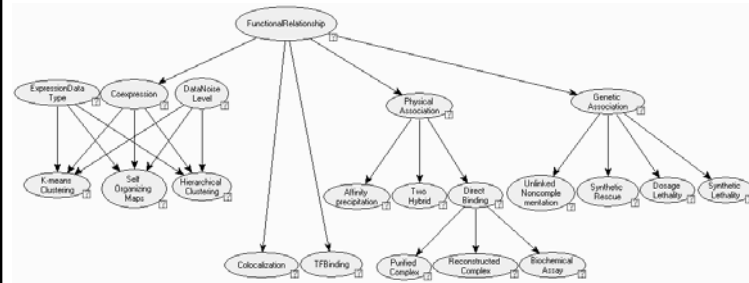 FunctionalRelationship
ExpressionData
Type
Coexpression
DataNoise
Level
Physical
Association
Genetic
Association
K-means
Clustering
Self
Organizing
Maps
Hierarchical
Clustering
Affinity
precipitation
Two
Hybrid
Direct
Binding
Unlinked
Noncomple
mentation
Synthetic
Rescue
Dosage
Lethality
Synthetic
Lethality
Colocalization
TFBinding
Purified
Complex
Reconstructed
Complex
Biochemical
Assay